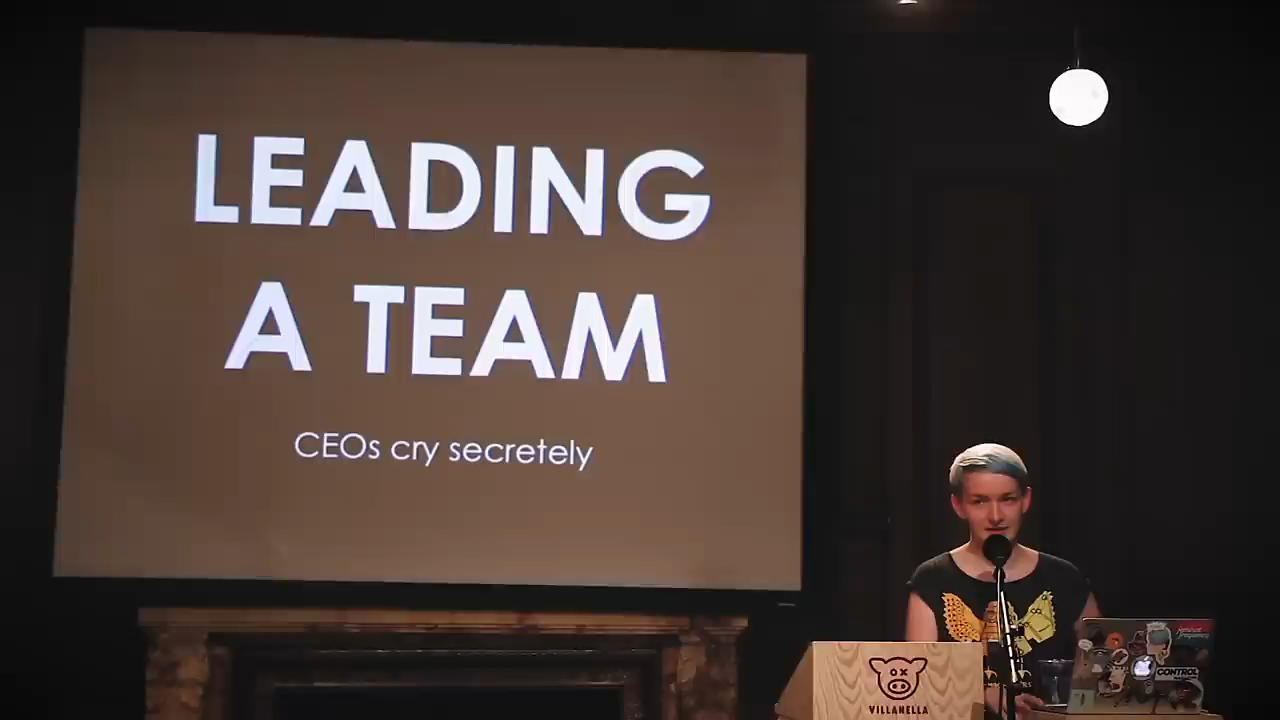 LEADING
A TEAM
CEOs cry secretely
VILLANELLA
CONTROL